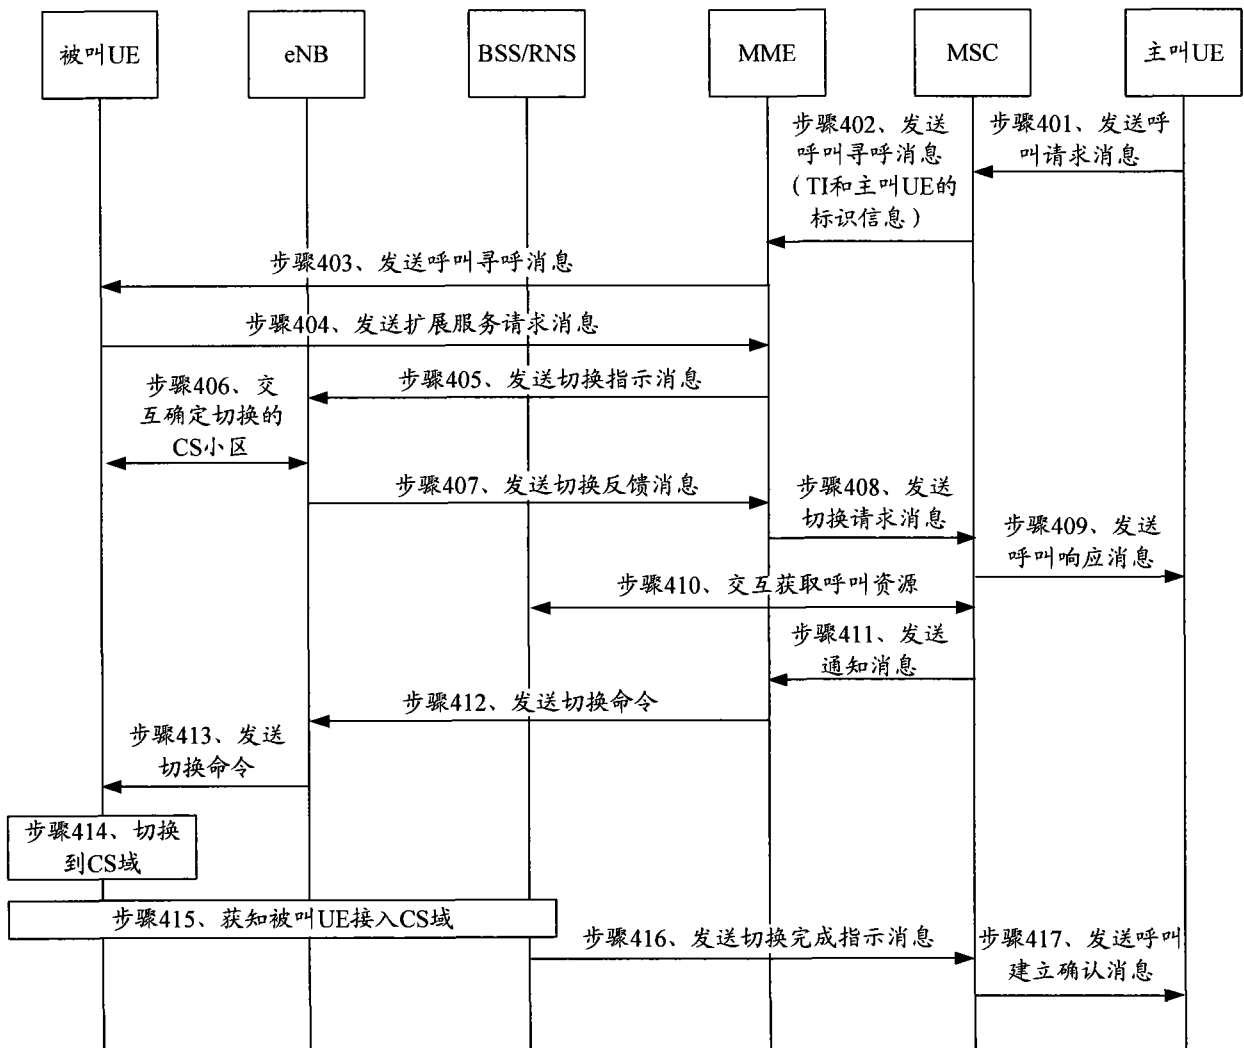 被叫UE
eNB
BSS/RNS
MME
MSC
主叫UE
步骤402、发送
呼叫寻呼消息
（TI和主叫UE的
标识信息）
步骤401、发送呼
叫请求消息
步骤403、发送呼叫寻呼消息
步骤404、发送扩展服务请求消息
步骤405、发送切换指示消息
步骤406、交
互确定切换的
CS小区
步骤407、发送切换反馈消息
步骤408、发送
切换请求消息
步骤409、发送
呼叫响应消息
步骤410、交互获取呼叫资源
步骤411、发送
通知消息
步骤412、发送切换命令
步骤413、发送
切换命令
步骤414、切换
到CS域
步骤415、获知被叫UE接入CS域
步骤416、发送切换完成指示消息
步骤417、发送呼叫
建立确认消息